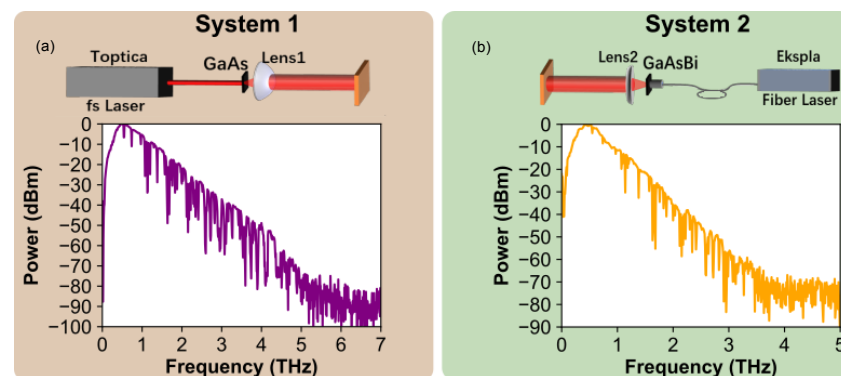 System 1
(a)
Toptica
GaAs
Lens1
fs Laser
Power (dBm)
0
−10
−20
−30
−40
−50
−60
−70
−80
−90
−100
0 1 2 3 4 5 6 7
Frequency (THz)
System 2
(b)
Lens2
GaAsBi
Ekspla
Fiber Laser
Power (dBm)
0
−10
−20
−30
−40
−50
−60
−70
−80
−90
0 1 2 3 4 5
Frequency (THz)